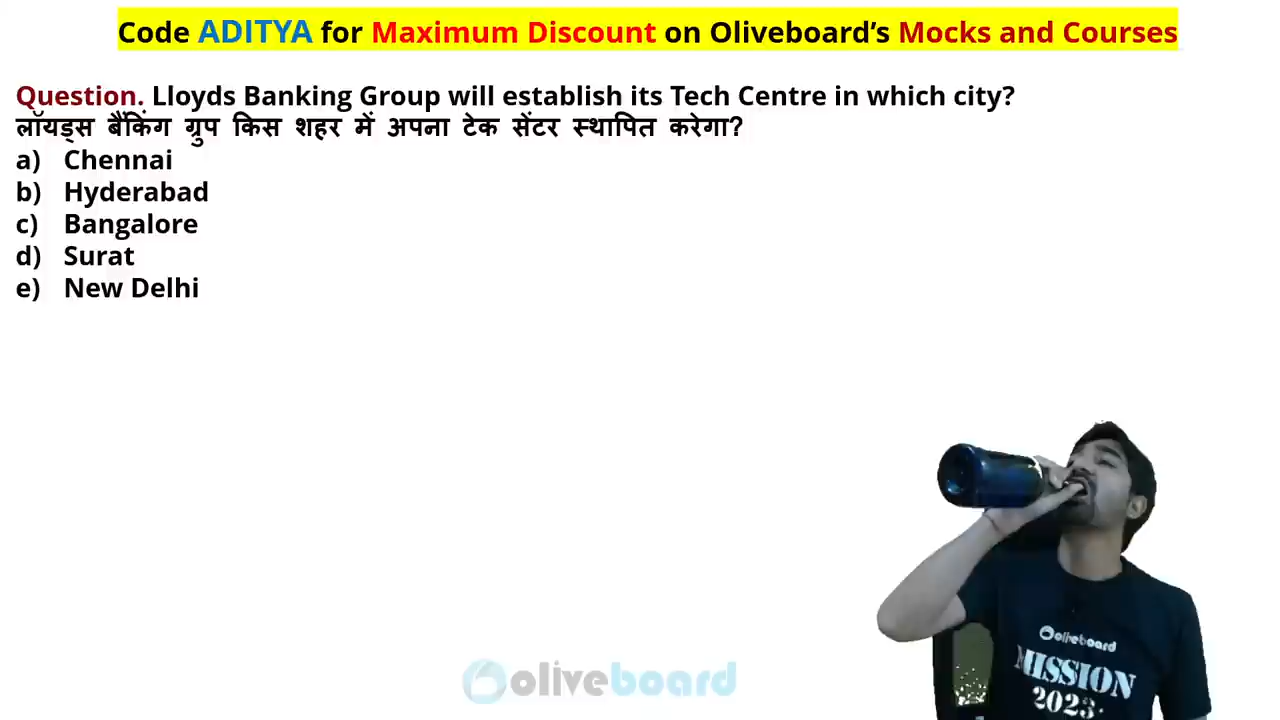 Code ADITYA for Maximum Discount on Oliveboard’s Mocks and Courses
Question. Lloyds Banking Group will establish its Tech Centre in which city?
लॉयड्स बैंकिंग ग्रुप किस शहर में अपना टेक सेंटर स्थापित करेगा?
a) Chennai
b) Hyderabad
c) Bangalore
d) Surat
e) New Delhi
oliveboard
MISSION
2023
oliveboard